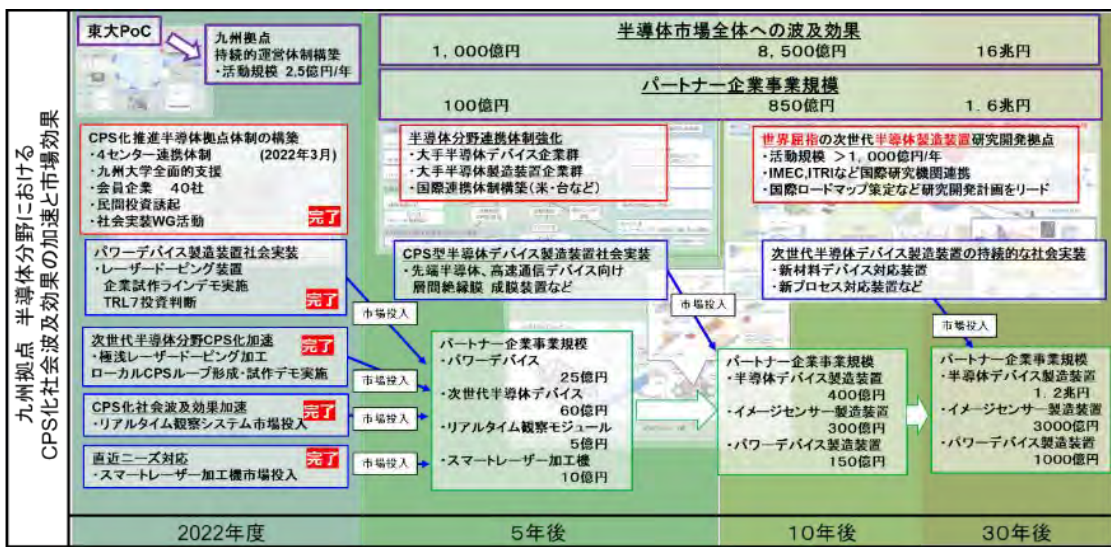 九州拠点 半導体分野における
CPS化社会波及効果の加速と市場効果
東大PoC
九州拠点
持続的運営体制構築
・活動規模 2.5億円/年
半導体市場全体への波及効果
1,000億円 8,500億円 16兆円
パートナー企業事業規模
100億円 850億円 1.6兆円
CPS化推進半導体拠点体制の構築
・4センター連携体制 (2022年3月)
・九州大学全面的支援
・会員企業 40社
・民間投資誘起
・社会実装WG活動
完了
半導体分野連携体制強化
・大手半導体デバイス企業群
・大手半導体製造装置企業群
・国際連携体制構築(米・台など)
世界屈指の次世代半導体製造装置研究開発拠点
・活動規模 >1,000億円/年
・IMEC,ITRIなど国際研究機関連携
・国際ロードマップ策定など研究開発計画をリード
パワーデバイス製造装置社会実装
・レーザードーピング装置
企業試作ラインデモ実施
TRL7投資判断
完了
市場投入
CPS型半導体デバイス製造装置社会実装
・先端半導体、高速通信デバイス向け
層間絶縁膜 成膜装置など
市場投入
次世代半導体デバイス製造装置の持続的な社会実装
・新材料デバイス対応装置
・新プロセス対応装置など
市場投入
次世代半導体分野CPS化加速
・極浅レーザードーピング加工
ローカルCPSループ形成・試作デモ実施
完了
市場投入
CPS化社会波及効果加速
・リアルタイム観察システム市場投入
完了
市場投入
直近ニーズ対応
・スマートレーザー加工機市場投入
完了
市場投入
パートナー企業事業規模
・パワーデバイス
25億円
・次世代半導体デバイス
60億円
・リアルタイム観察モジュール
5億円
・スマートレーザー加工機
10億円
パートナー企業事業規模
・半導体デバイス製造装置
400億円
・イメージセンサー製造装置
300億円
・パワーデバイス製造装置
150億円
パートナー企業事業規模
・半導体デバイス製造装置
1.2兆円
・イメージセンサー製造装置
3000億円
・パワーデバイス製造装置
1000億円
2022年度 5年後 10年後 30年後